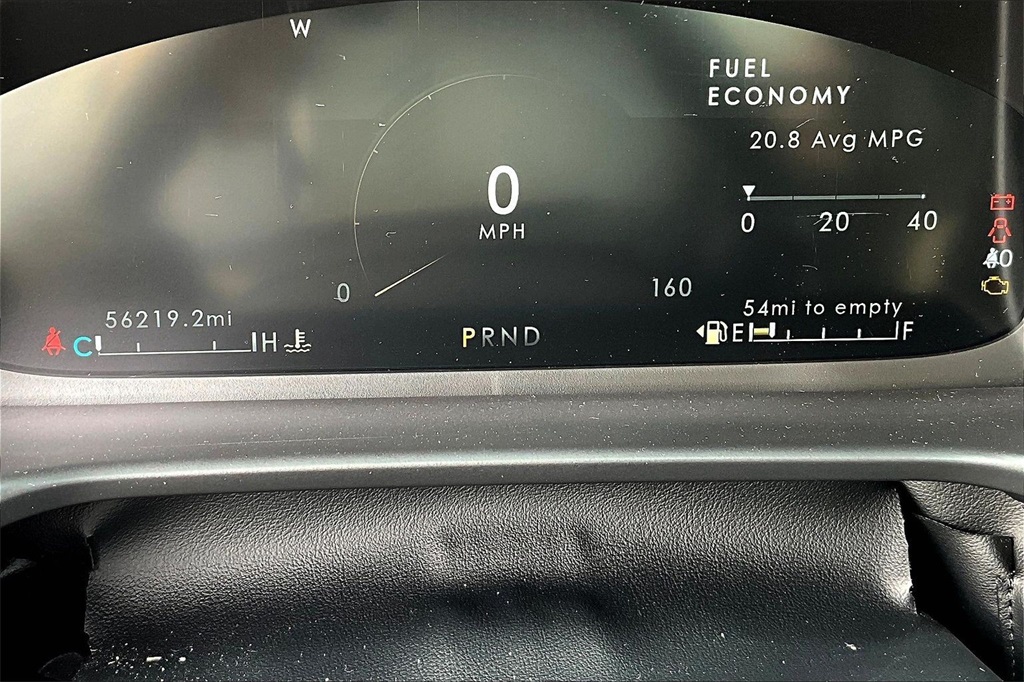 W
FUEL
ECONOMY
20.8 Avg MPG
0 20 40
0
MPH
0 160
40
56219.2mi
54mi to empty
C H
PRND
E F